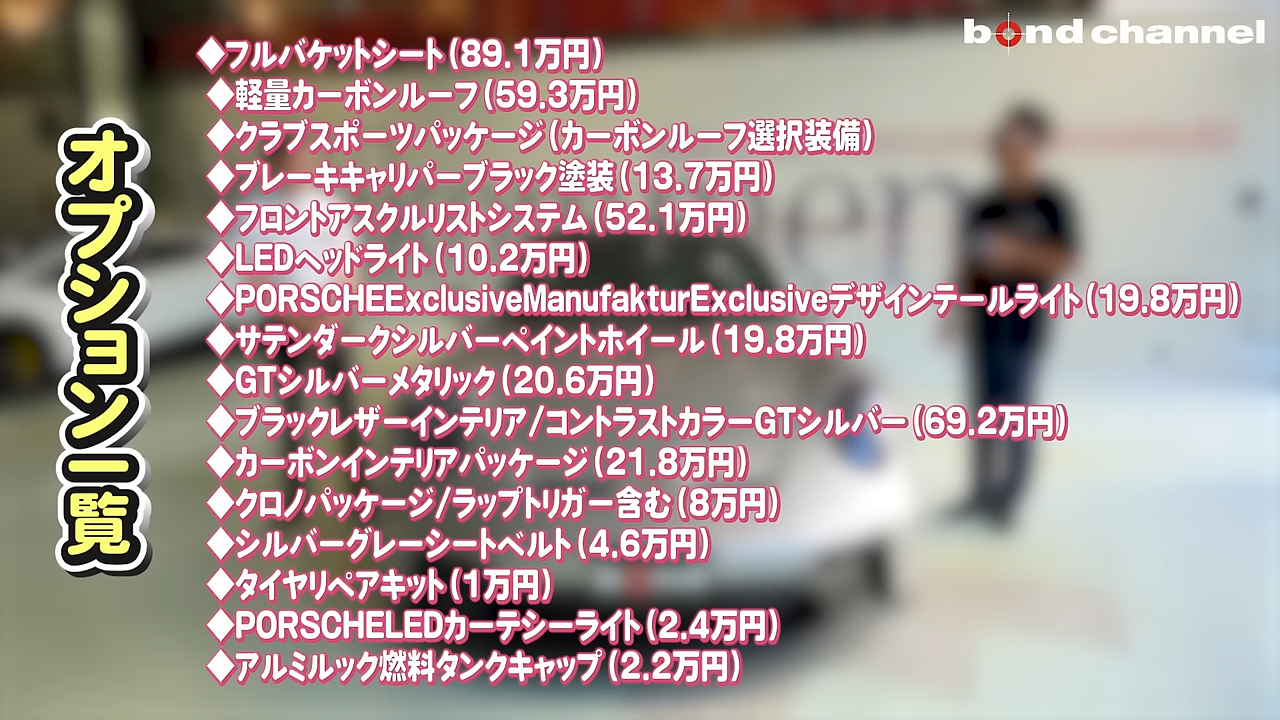 bond channel
オプション一覧
◆フルバケットシート(89.1万円)
◆軽量カーボンルーフ(59.3万円)
◆クラブスポーツパッケージ(カーボンルーフ選択装備)
◆ブレーキキャリパーブラック塗装(13.7万円)
◆フロントアスクルリストシステム(52.1万円)
◆LEDヘッドライト(10.2万円)
◆PORSCHEExclusiveManufakturExclusiveデザインテールライト(19.8万円)
◆サテンダークシルバーペイントホイール(19.8万円)
◆GTシルバーメタリック(20.6万円)
◆ブラックレザーインテリア/コントラストカラーGTシルバー(69.2万円)
◆カーボンインテリアパッケージ(21.8万円)
◆クロノパッケージ/ラップトリガー含む(8万円)
◆シルバーグレーシートベルト(4.6万円)
◆タイヤリペアキット(1万円)
◆PORSCHELEDカーテシーライト(2.4万円)
◆アルミルック燃料タンクキャップ(2.2万円)